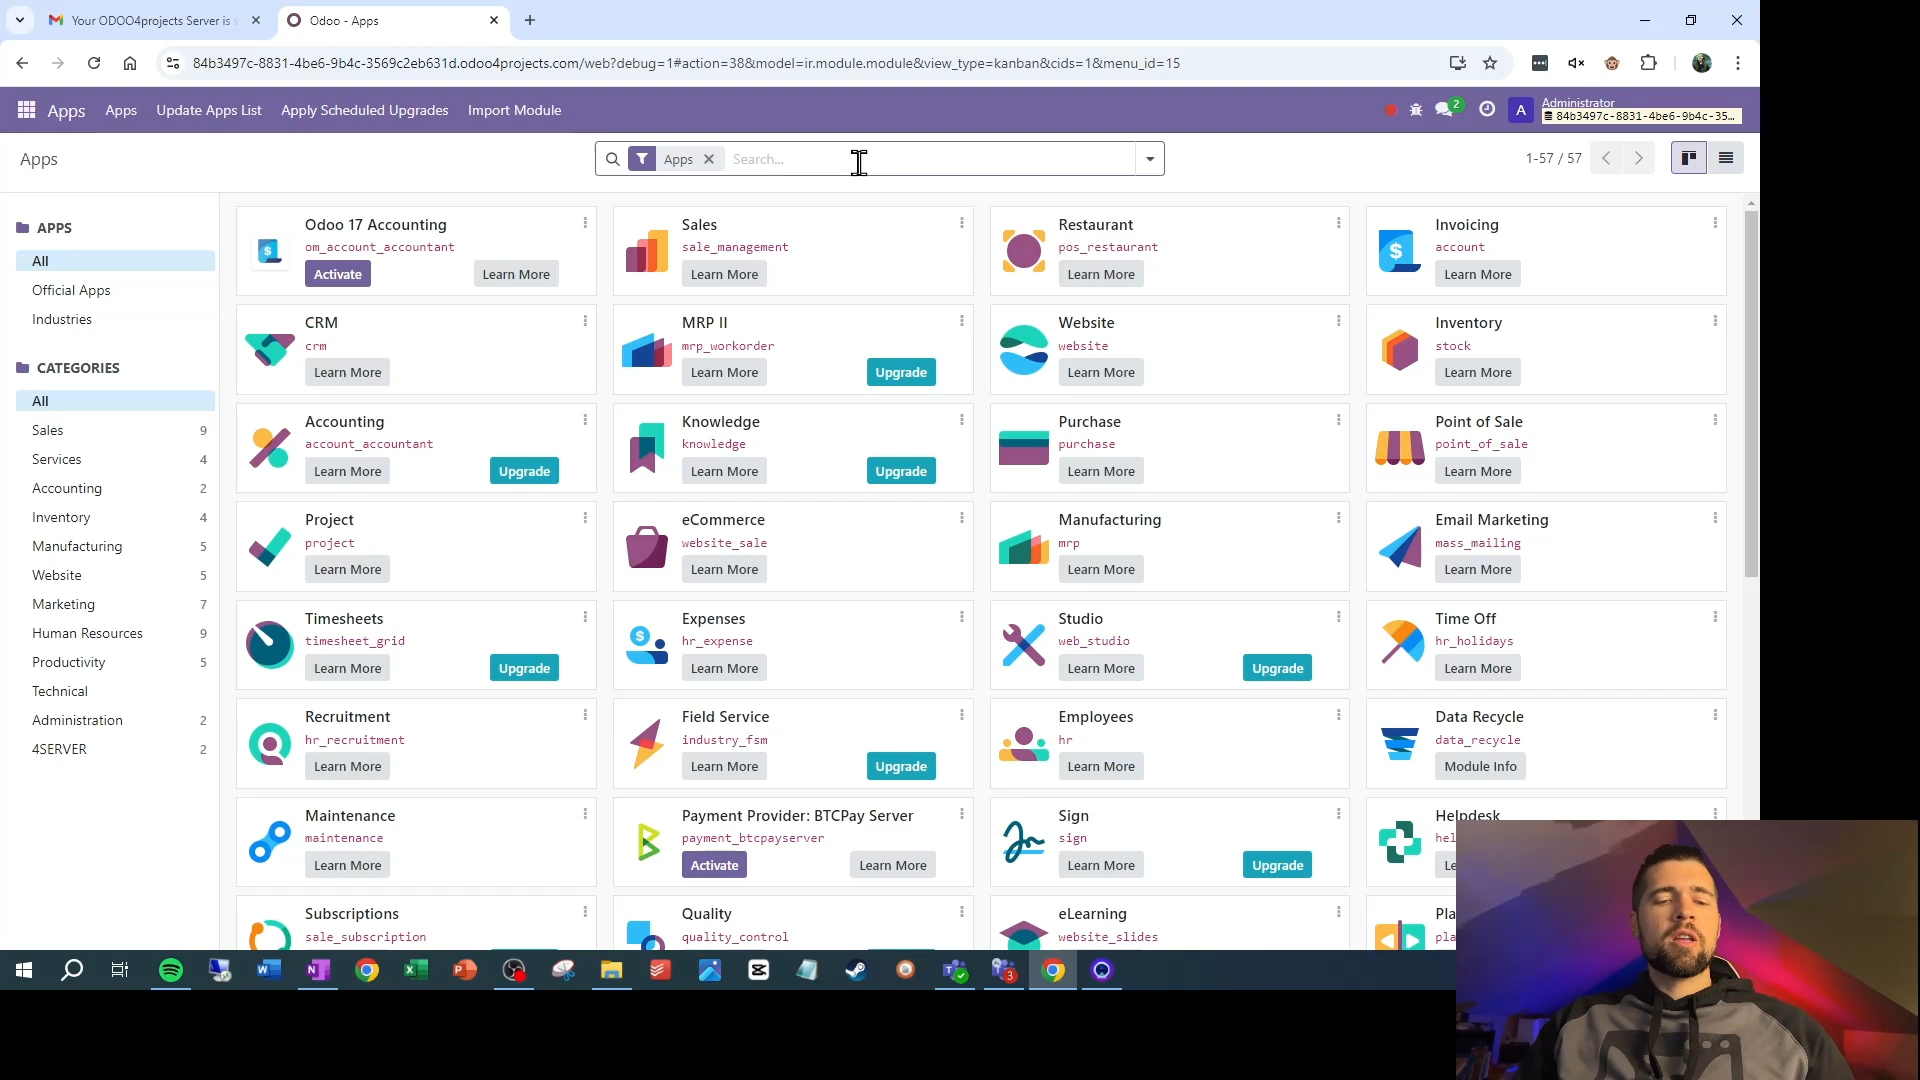 Your ODOO4projects Server is
Odoo - Apps
84b3497c-8831-4be6-9b4c-3569c2eb631d.odoo4projects.com/web?debug=1#action=38&model=ir.module.module&view_type=kanban&cids=1&menu_id=15
Apps Apps Update Apps List Apply Scheduled Upgrades Import Module
2
A
Administrator
84b3497c-8831-4be6-9b4c-35...
Apps
Apps
Search...
1-57 / 57
APPS
All
Official Apps
Industries
CATEGORIES
All
Sales 9
Services 4
Accounting 2
Inventory 4
Manufacturing 5
Website 5
Marketing 7
Human Resources 9
Productivity 5
Technical
Administration 2
4SERVER 2
Odoo 17 Accounting
om_account_accountant
Activate Learn More
Sales
sale_management
Learn More
Restaurant
pos_restaurant
Learn More
Invoicing
account
Learn More
CRM
crm
Learn More
MRP II
mrp_workorder
Learn More Upgrade
Website
website
Learn More
Inventory
stock
Learn More
Accounting
account_accountant
Learn More Upgrade
Knowledge
knowledge
Learn More Upgrade
Purchase
purchase
Learn More
Point of Sale
point_of_sale
Learn More
Project
project
Learn More
eCommerce
website_sale
Learn More
Manufacturing
mrp
Learn More
Email Marketing
mass_mailing
Learn More
Timesheets
timesheet_grid
Learn More Upgrade
Expenses
hr_expense
Learn More
Studio
web_studio
Learn More Upgrade
Time Off
hr_holidays
Learn More
Recruitment
hr_recruitment
Learn More
Field Service
industry_fsm
Learn More Upgrade
Employees
hr
Learn More
Data Recycle
data_recycle
Module Info
Maintenance
maintenance
Learn More
Payment Provider: BTCPay Server
payment_btcpayserver
Activate Learn More
Sign
sign
Learn More Upgrade
Helpdesk
hel
Le
Subscriptions
sale_subscription
Quality
quality_control
eLearning
website_slides
Pla
pla
3